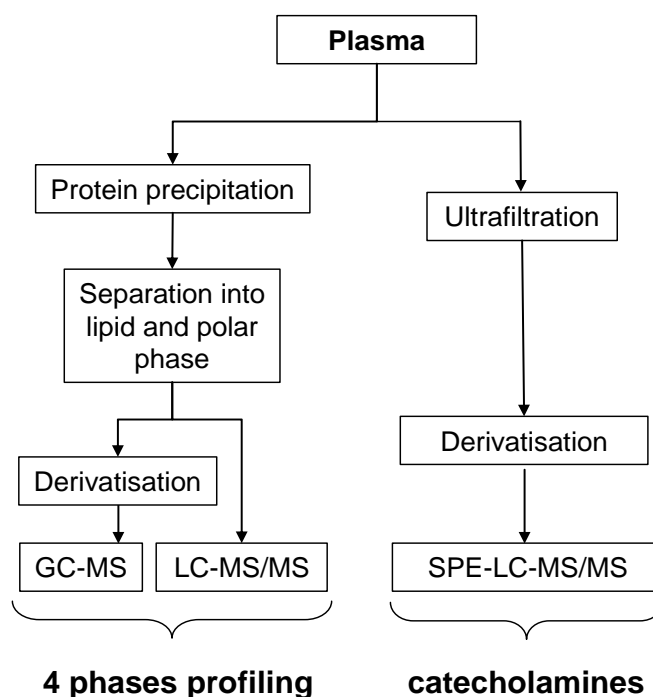 Plasma
Protein precipitation
Ultrafiltration
Separation into
lipid and polar
phase
Derivatisation
Derivatisation
GC-MS
LC-MS/MS
SPE-LC-MS/MS
4 phases profiling
catecholamines